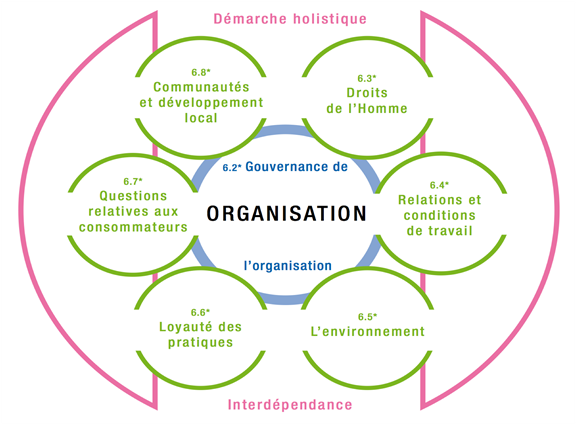 Démarche holistique
6.8*
Communautés
et développement
local
6.3*
Droits
de l'Homme
6.2* Gouvernance de
6.7*
Questions
relatives aux
consommateurs
ORGANISATION
6.4*
Relations et
conditions
de travail
l'organisation
6.6*
Loyauté des
pratiques
6.5*
L'environnement
Interdépendance